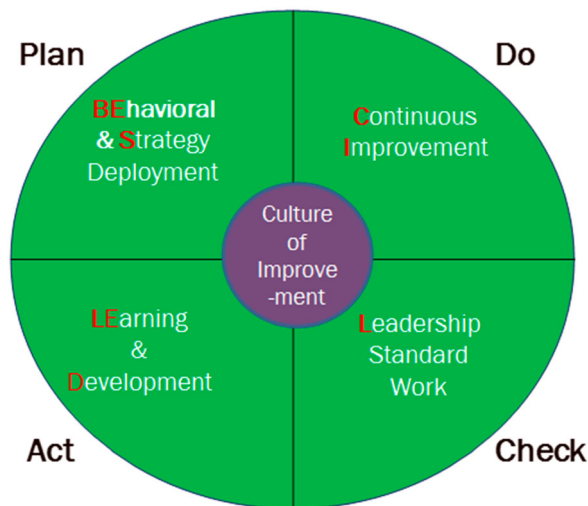 Plan
Do
BEhavioral
& Strategy
Deployment
Continuous
Improvement
Culture
of
Improve
-ment
LEarning
&
Development
Leadership
Standard
Work
Act
Check